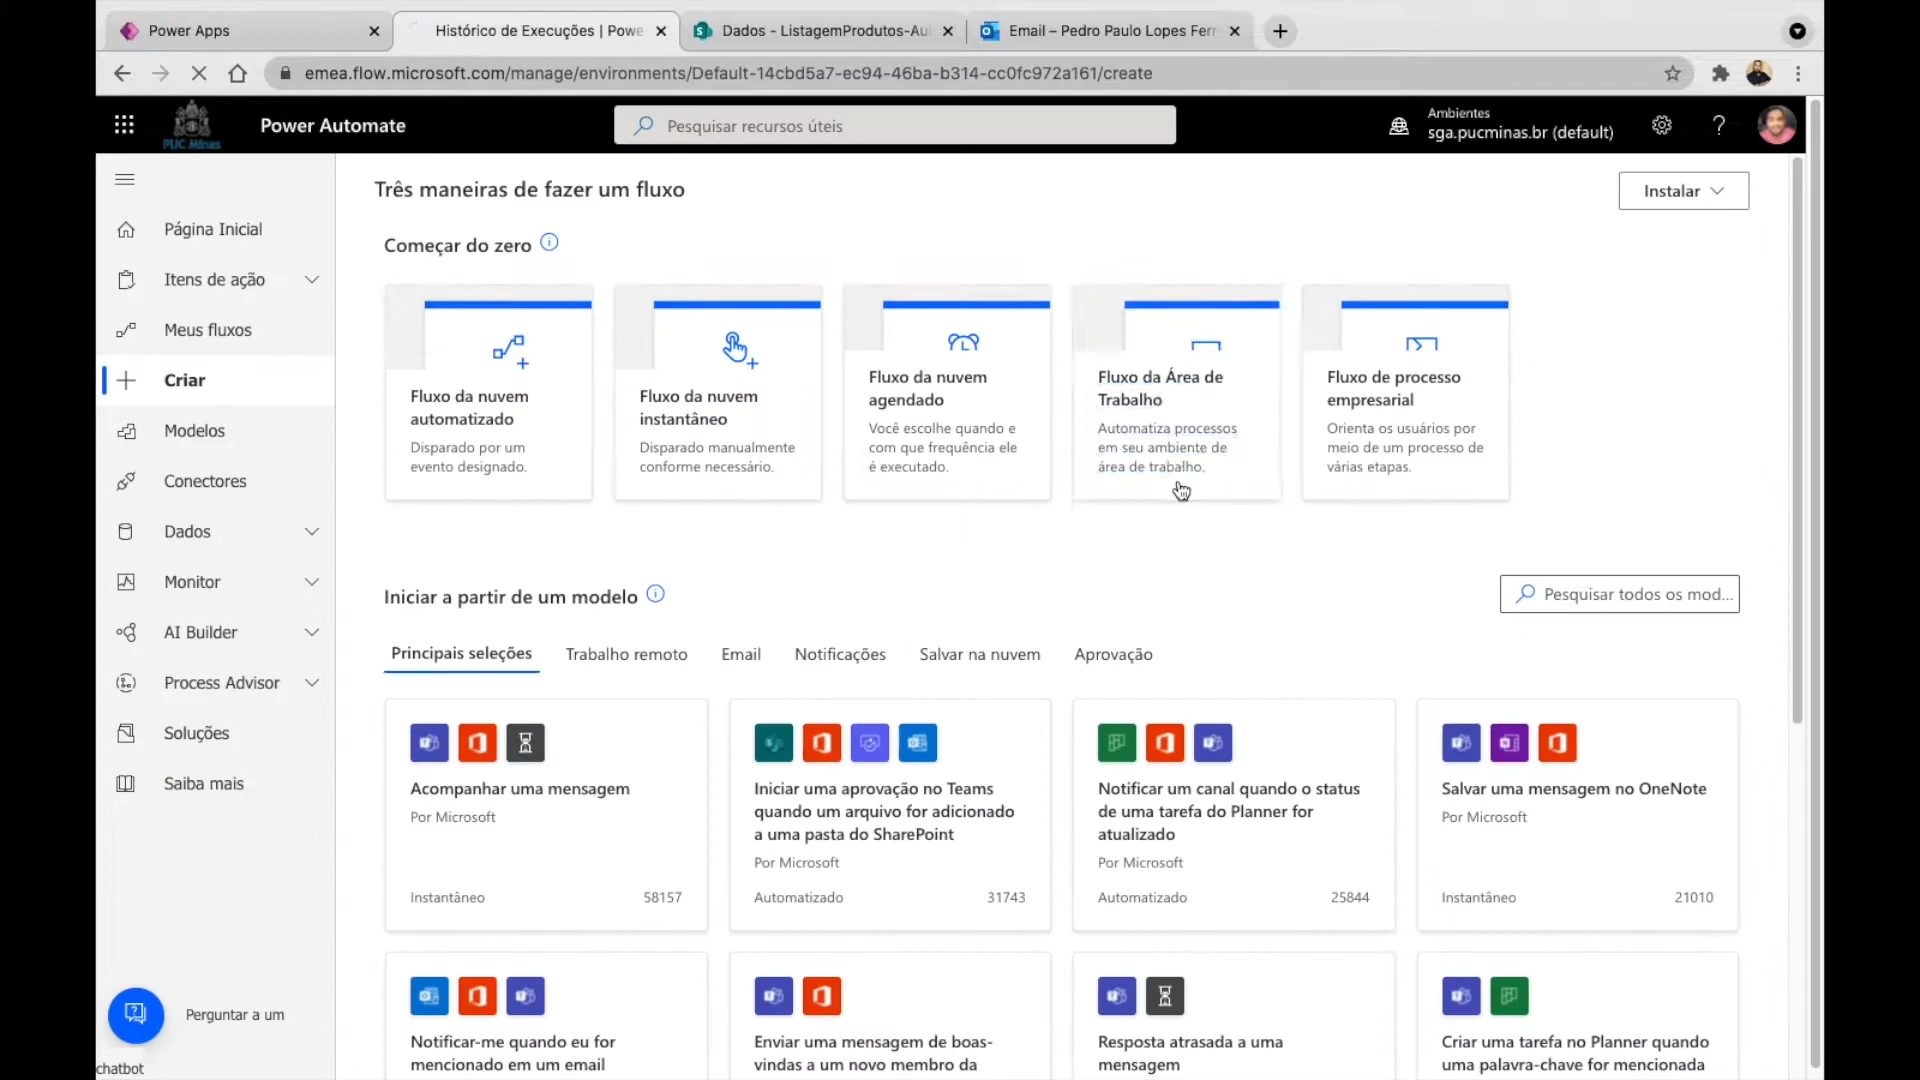 Power Apps
Histórico de Execuções | Powe
Dados - ListagemProdutos-Au
Email – Pedro Paulo Lopes Ferr
emea.flow.microsoft.com/manage/environments/Default-14cbd5a7-ec94-46ba-b314-cc0fc972a161/create
PUC Minas
Power Automate
Pesquisar recursos úteis
Ambientes
sga.pucminas.br (default)
Página Inicial
Itens de ação
Meus fluxos
Criar
Modelos
Conectores
Dados
Monitor
AI Builder
Process Advisor
Soluções
Saiba mais
Perguntar a um
chatbot
Três maneiras de fazer um fluxo
Instalar
Começar do zero
Fluxo da nuvem
automatizado
Disparado por um
evento designado.
Fluxo da nuvem
instantâneo
Disparado manualmente
conforme necessário.
Fluxo da nuvem
agendado
Você escolhe quando e
com que frequência ele
é executado.
Fluxo da Área de
Trabalho
Automatiza processos
em seu ambiente de
área de trabalho.
Fluxo de processo
empresarial
Orienta os usuários por
meio de um processo de
várias etapas.
Iniciar a partir de um modelo
Pesquisar todos os mod...
Principais seleções
Trabalho remoto
Email
Notificações
Salvar na nuvem
Aprovação
Acompanhar uma mensagem
Por Microsoft
Instantâneo
58157
Iniciar uma aprovação no Teams
quando um arquivo for adicionado
a uma pasta do SharePoint
Por Microsoft
Automatizado
31743
Notificar um canal quando o status
de uma tarefa do Planner for
atualizado
Por Microsoft
Automatizado
25844
Salvar uma mensagem no OneNote
Por Microsoft
Instantâneo
21010
Notificar-me quando eu for
mencionado em um email
Enviar uma mensagem de boas-
vindas a um novo membro da
Resposta atrasada a uma
mensagem
Criar uma tarefa no Planner quando
uma palavra-chave for mencionada